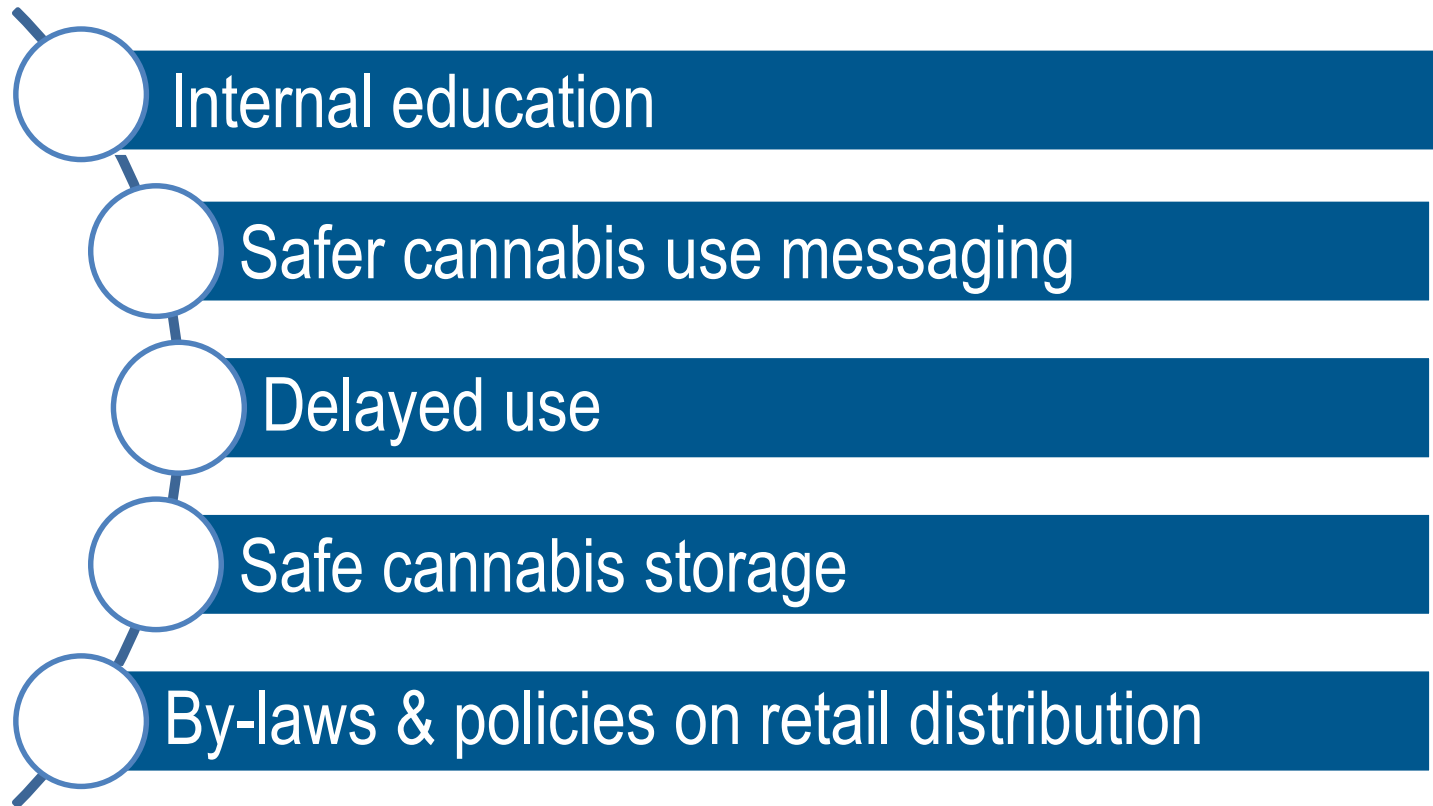 Internal education
Safer cannabis use messaging
Delayed use
Safe cannabis storage
By-laws & policies on retail distribution